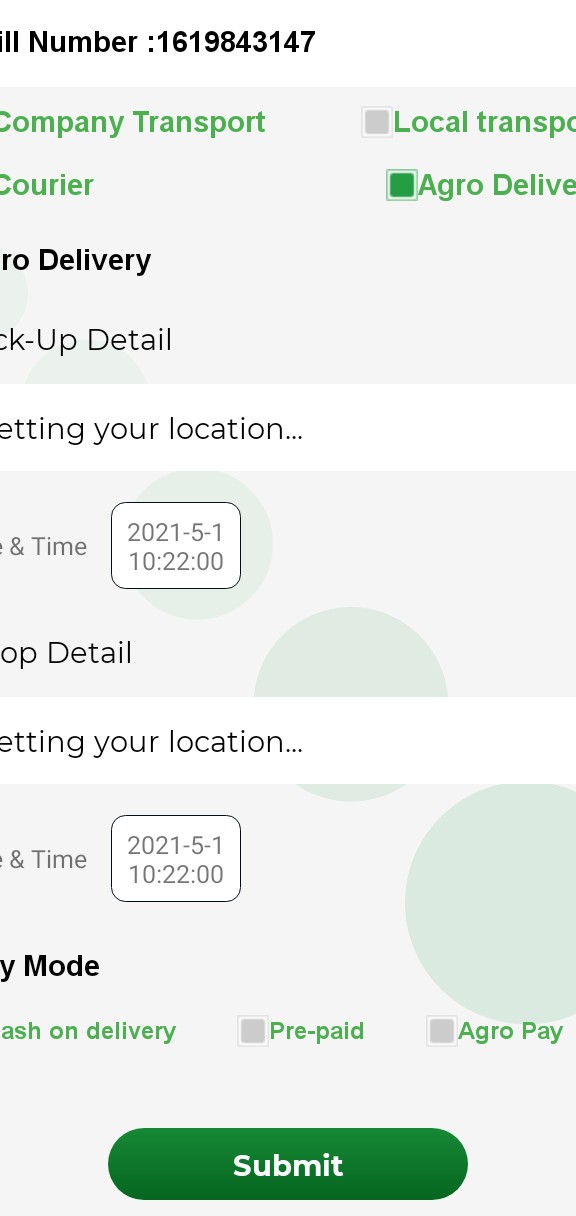 ill Number :1619843147
Company Transport Local transpo
Courier Agro Delive
ro Delivery
ck-Up Detail
etting your location...
e & Time 2021-5-1
10:22:00
op Detail
etting your location...
e & Time 2021-5-1
10:22:00
y Mode
ash on delivery Pre-paid Agro Pay
Submit